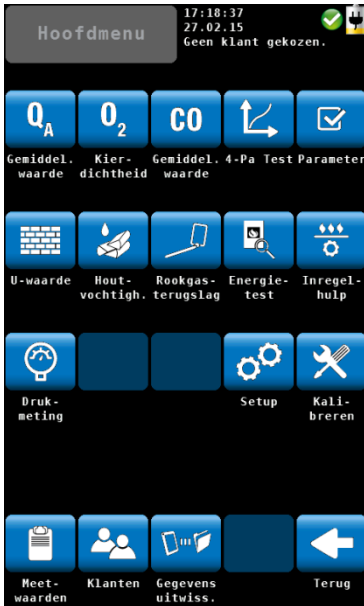 Hoofdmenu
17:18:37
27.02.15
Geen klant gekozen.
QA O2 CO
Gemiddel. waarde
Kier- dichtheid
Gemiddel. waarde
4-Pa Test
Parameter
U-waarde
Hout- vochtigh.
Rookgas- terugslag
Energie- test
Inregel- hulp
Druk- meting
Setup
Kali- breren
Meet- waarden
Klanten
Gegevens uitwiss.
Terug